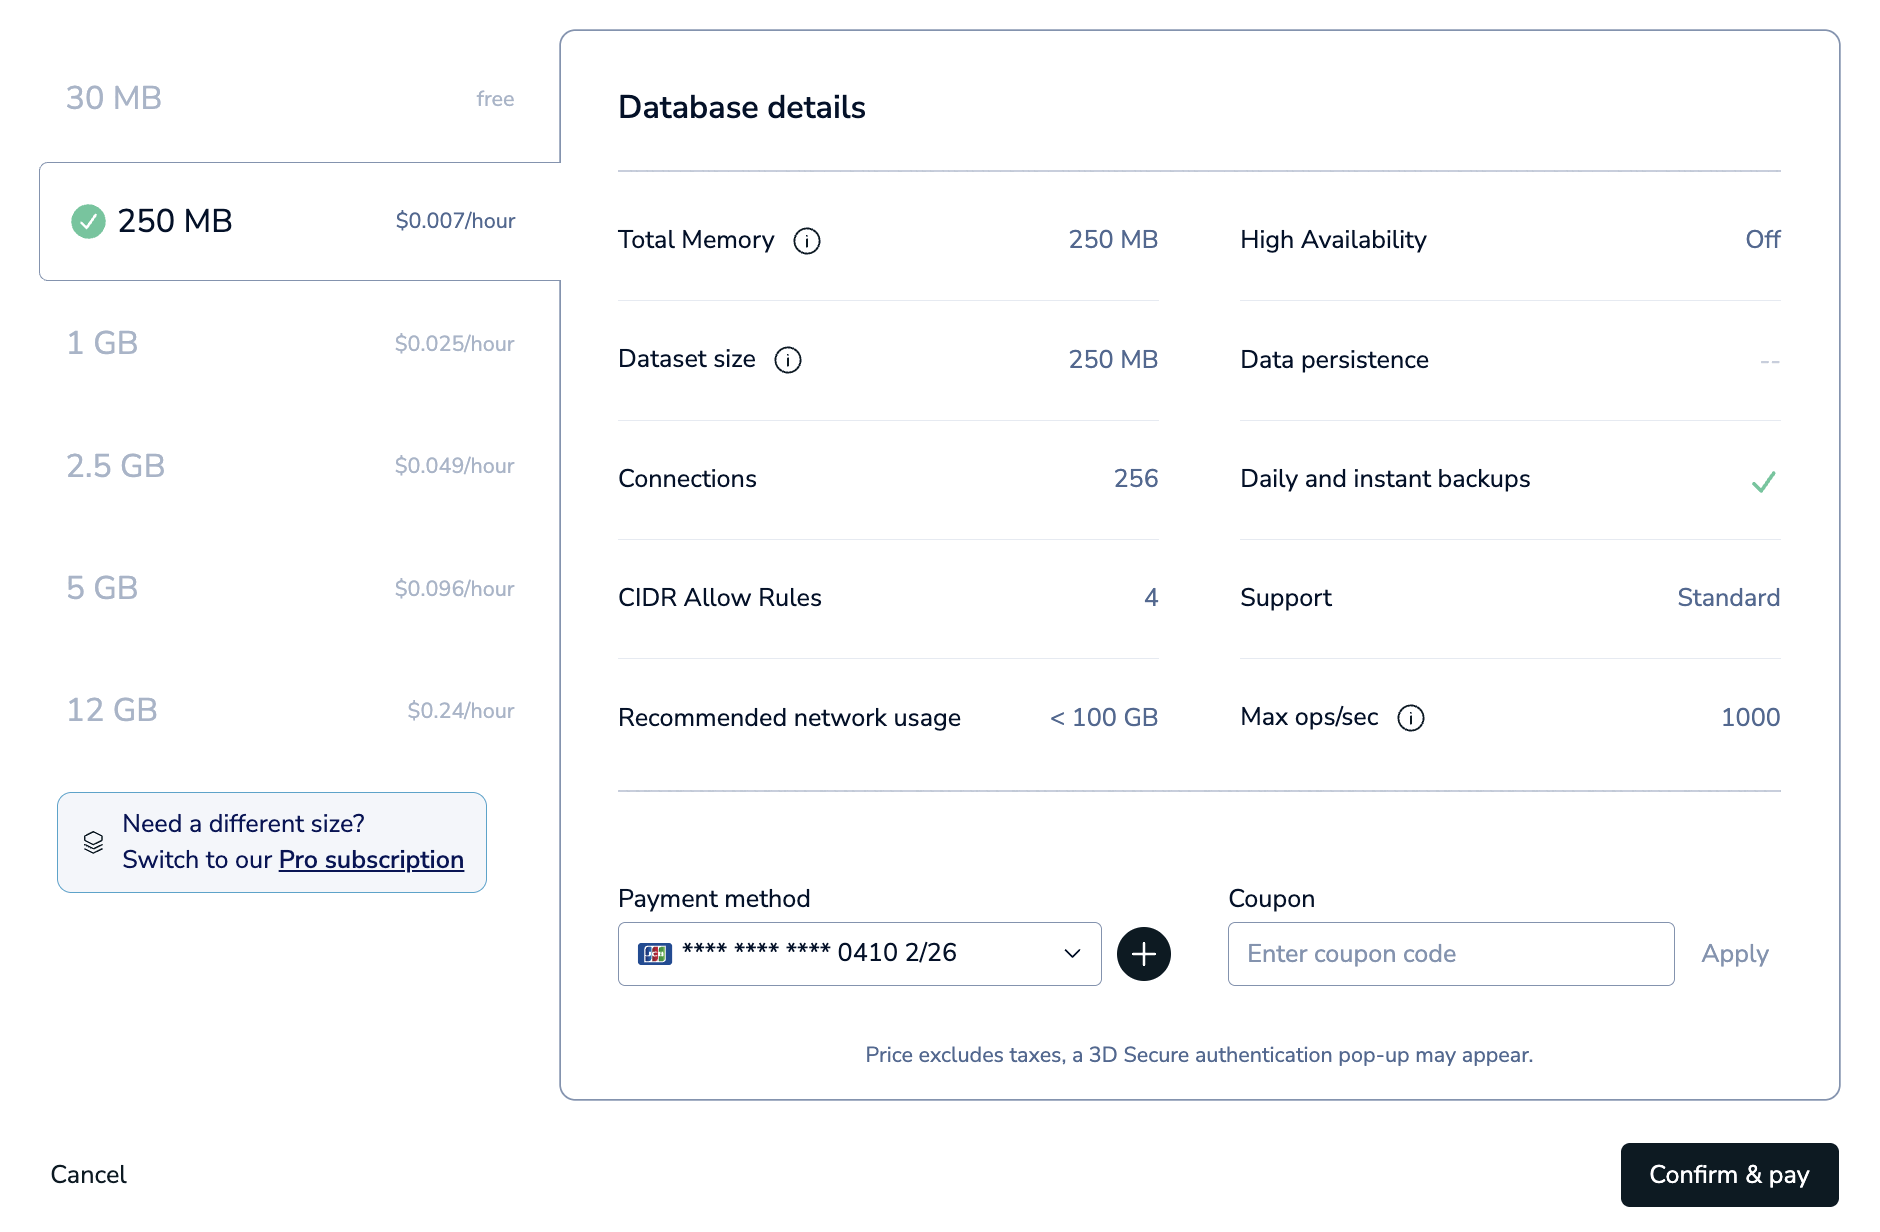 30 MB free
250 MB $0.007/hour
1 GB $0.025/hour
2.5 GB $0.049/hour
5 GB $0.096/hour
12 GB $0.24/hour
Need a different size?
Switch to our Pro subscription
Database details
Total Memory 250 MB
Dataset size 250 MB
Connections 256
CIDR Allow Rules 4
Recommended network usage < 100 GB
High Availability Off
Data persistence --
Daily and instant backups
Support Standard
Max ops/sec 1000
Payment method
JCB **** **** **** 0410 2/26
Coupon
Enter coupon code Apply
Price excludes taxes, a 3D Secure authentication pop-up may appear.
Cancel
Confirm & pay